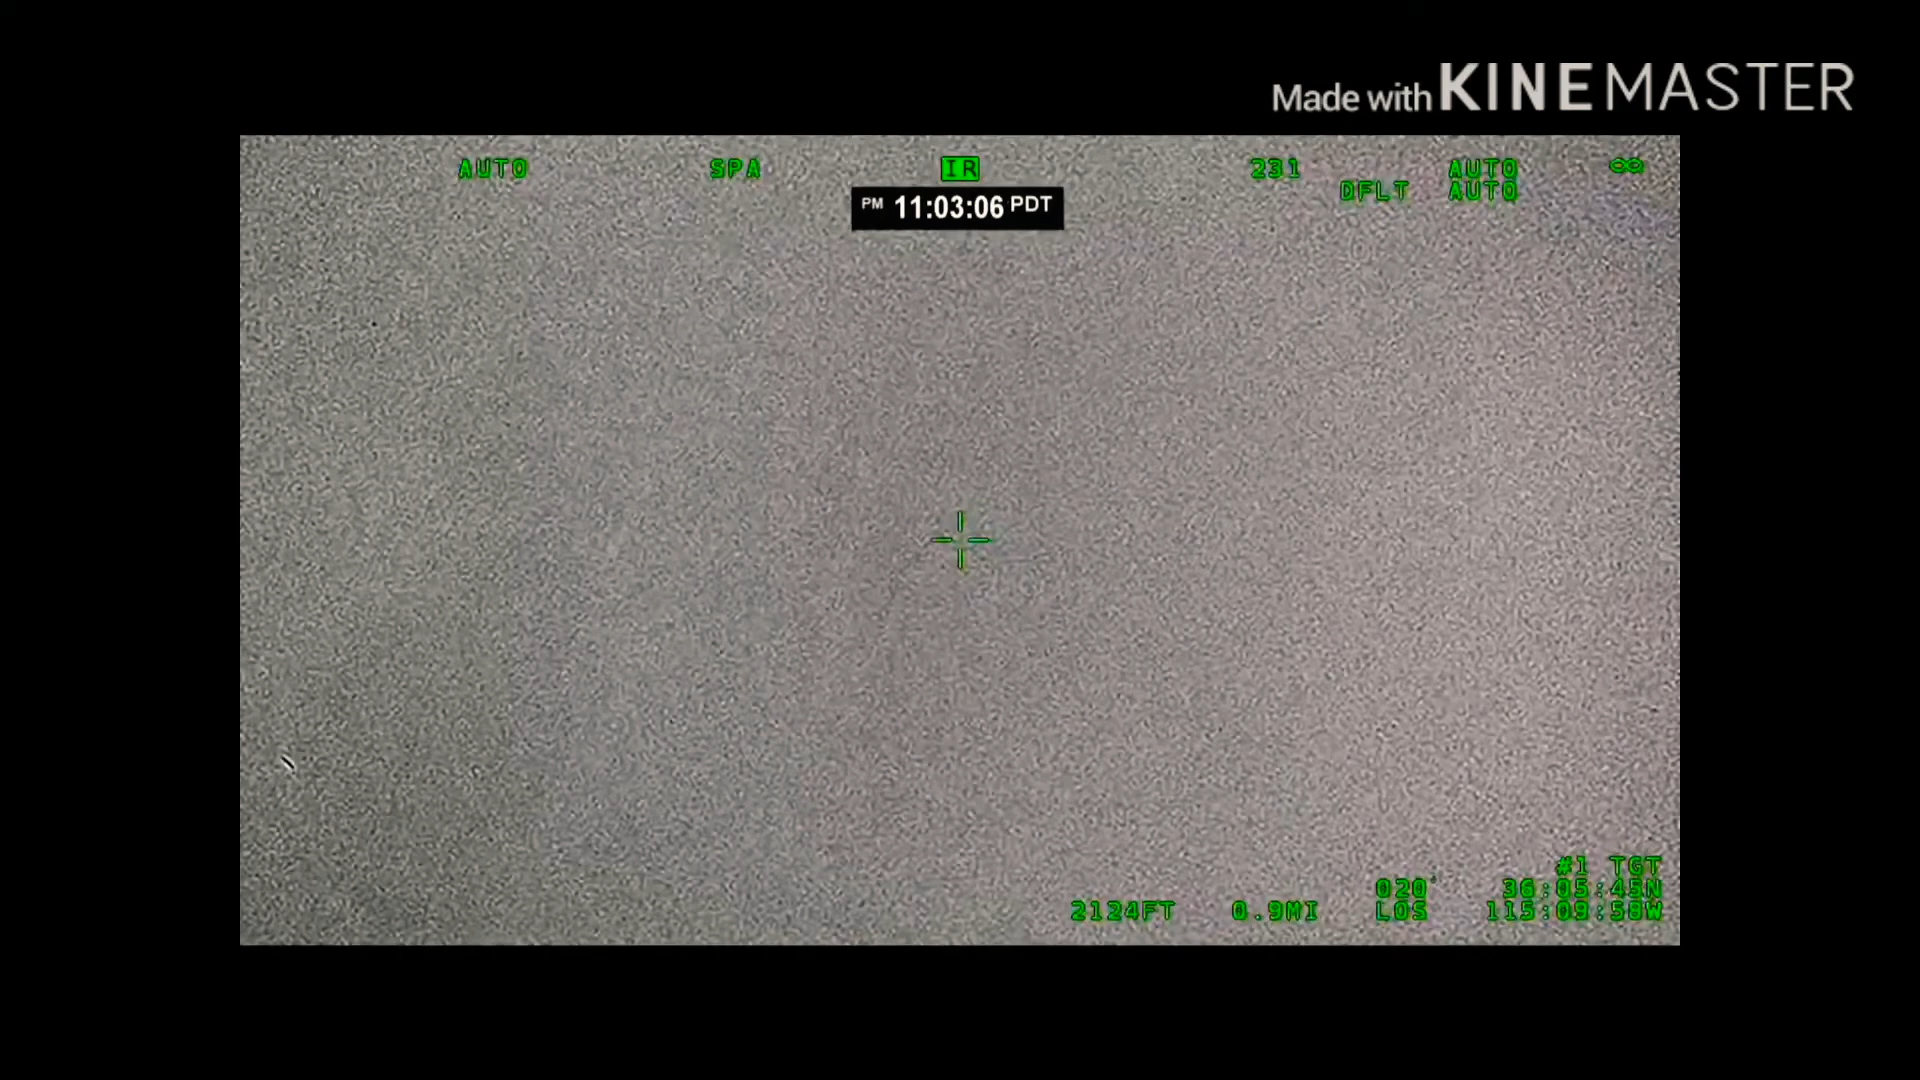 Made with KINEMASTER
AUTO SPA IR 231 AUTO ∞
DFLT AUTO
PM 11:03:06 PDT
#1 TGT
020° 36:05:45N
2124FT 0.9MI LOS 115:09:58W